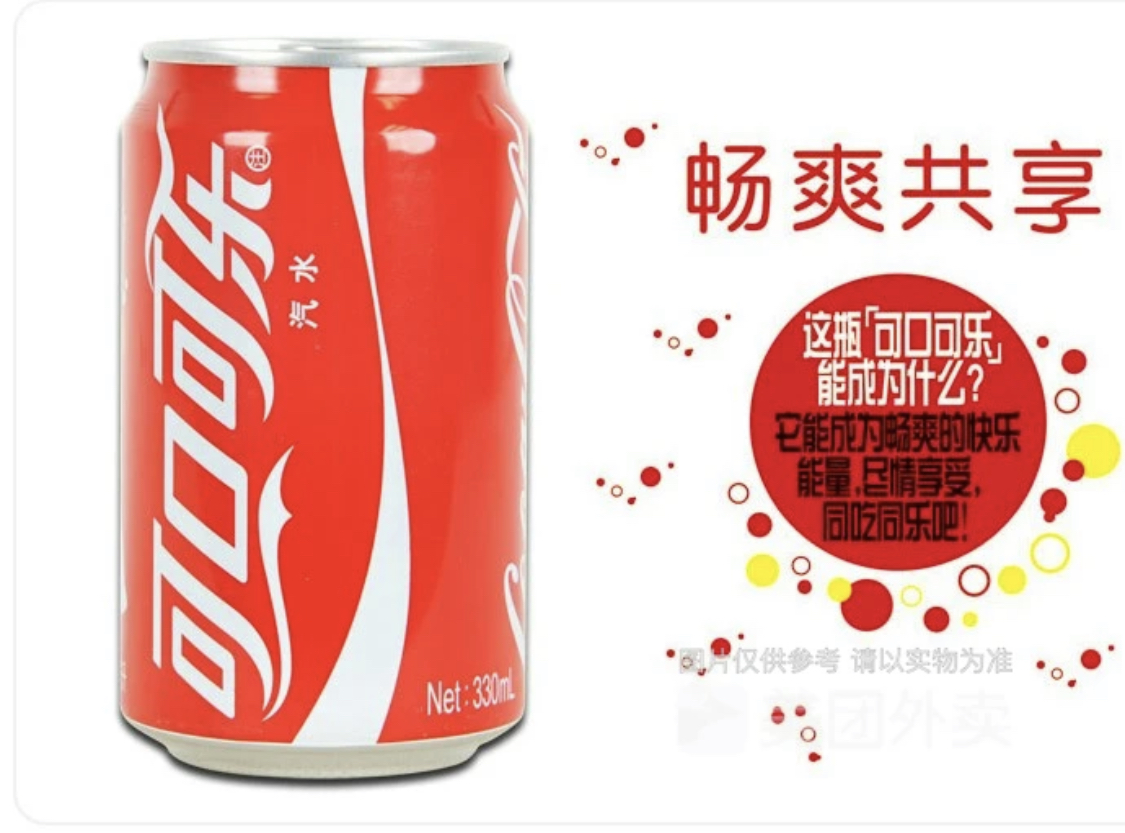 可口可乐
汽水
Net:330mL
畅爽共享
这瓶「可口可乐」
能成为什么?
它能成为畅爽的快乐
能量,尽情享受,
同吃同乐吧!
图片仅供参考 请以实物为准
美团外卖